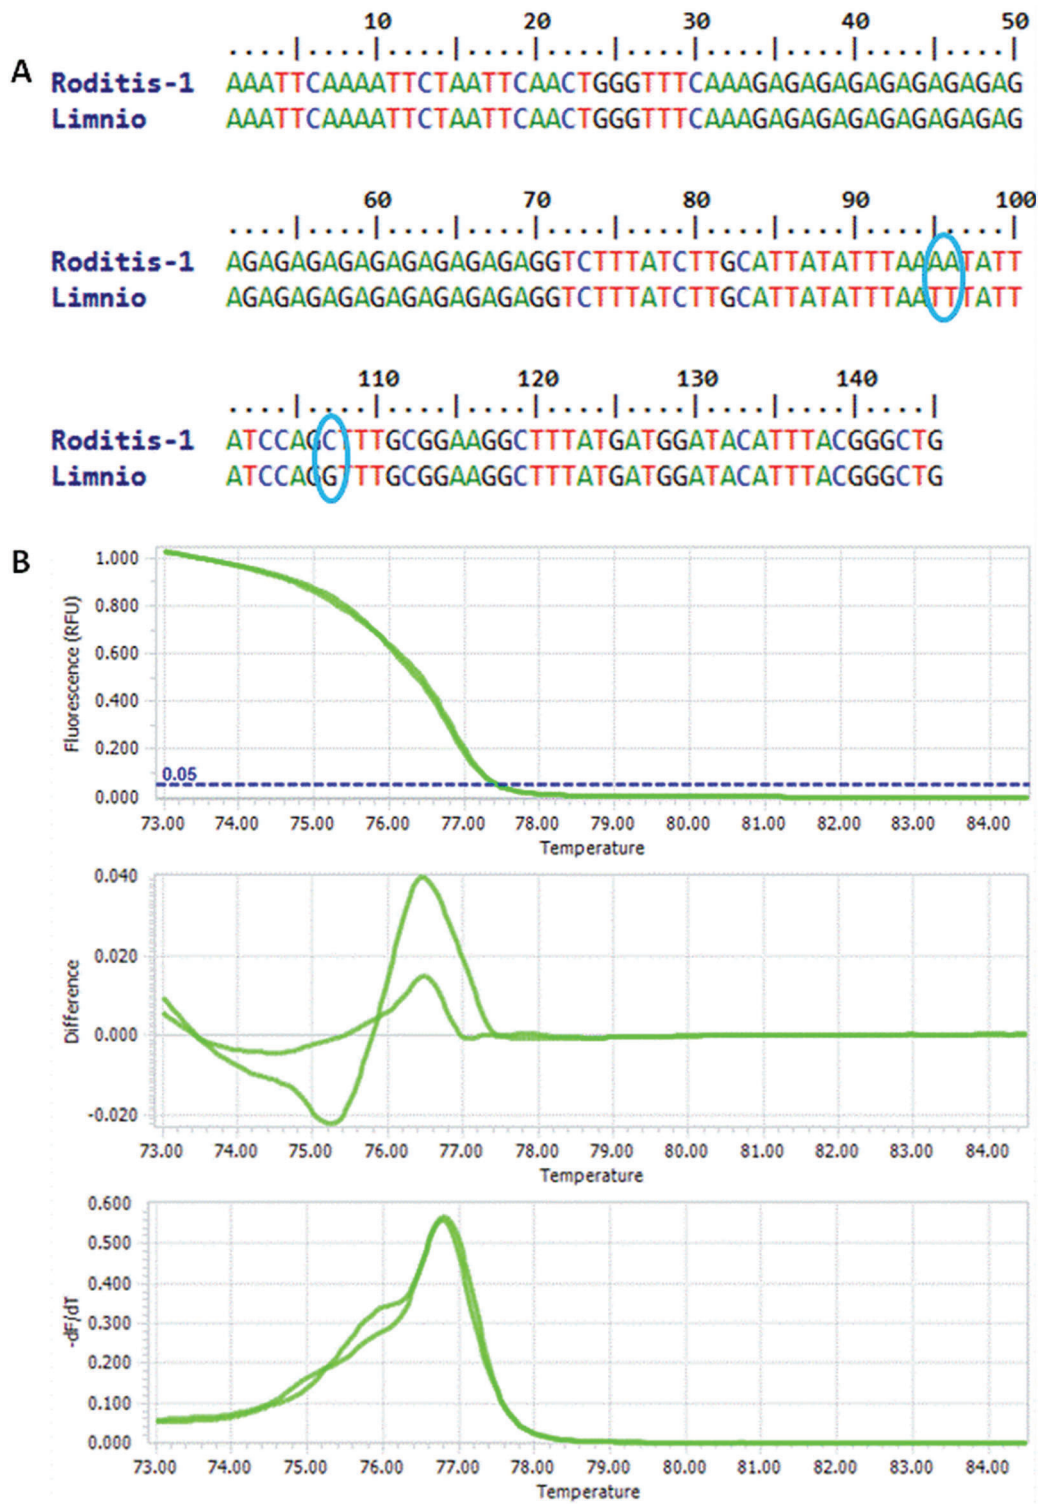 A
10 20 30 40 50
....|....|....|....|....|....|....|....|....|....|
Roditis-1 AAATTCAAAATTCTAATTCAACTGGGTTTCAAAGAGAGAGAGAGAGAGAG
Limnio AAATTCAAAATTCTAATTCAACTGGGTTTCAAAGAGAGAGAGAGAGAGAG
60 70 80 90 100
....|....|....|....|....|....|....|....|....|....|
Roditis-1 AGAGAGAGAGAGAGAGAGAGGTCTTTATCTTGCATTATATTTAAAATATT
Limnio AGAGAGAGAGAGAGAGAGAGGTCTTTATCTTGCATTATATTTAATTTATT
110 120 130 140
....|....|....|....|....|....|....|....|....|
Roditis-1 ATCCAGCTTTGCGGAAGGCTTTATGATGGATACATTTACGGGCTG
Limnio ATCCAGGTTTGCGGAAGGCTTTATGATGGATACATTTACGGGCTG
B
Fluorescence (RFU)
1.000
0.800
0.600
0.400
0.200
0.05
0.000
73.00 74.00 75.00 76.00 77.00 78.00 79.00 80.00 81.00 82.00 83.00 84.00
Temperature
Difference
0.040
0.020
0.000
-0.020
73.00 74.00 75.00 76.00 77.00 78.00 79.00 80.00 81.00 82.00 83.00 84.00
Temperature
-dF/dT
0.600
0.500
0.400
0.300
0.200
0.100
0.000
73.00 74.00 75.00 76.00 77.00 78.00 79.00 80.00 81.00 82.00 83.00 84.00
Temperature